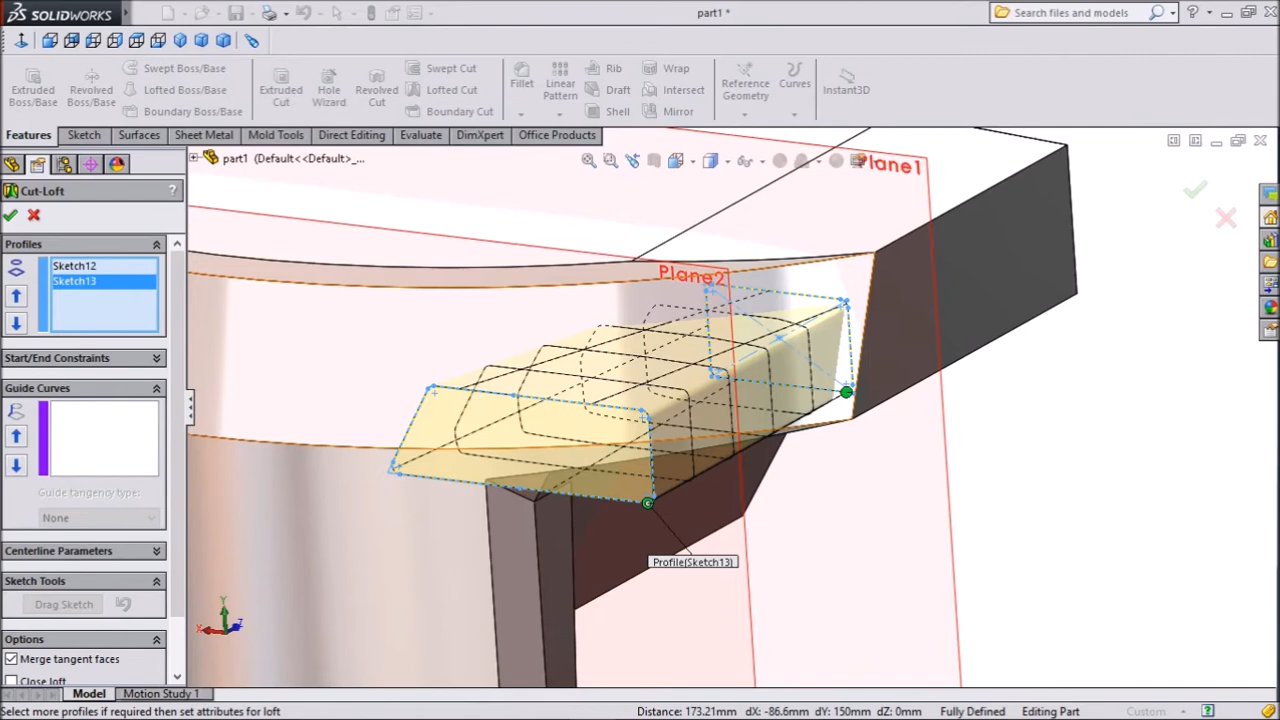 SOLIDWORKS
part1 *
Search files and models
Extruded Boss/Base
Revolved Boss/Base
Swept Boss/Base
Lofted Boss/Base
Boundary Boss/Base
Extruded Cut
Hole Wizard
Revolved Cut
Swept Cut
Lofted Cut
Boundary Cut
Fillet
Linear Pattern
Rib
Draft
Shell
Wrap
Intersect
Mirror
Reference Geometry
Curves
Instant3D
Features
Sketch
Surfaces
Sheet Metal
Mold Tools
Direct Editing
Evaluate
DimXpert
Office Products
part1 (Default<<Default>_...
Plane1
Cut-Loft
?
Profiles
Sketch12
Sketch13
Plane2
Start/End Constraints
Guide Curves
Guide tangency type:
None
Centerline Parameters
Profile(Sketch13)
Sketch Tools
Drag Sketch
Y
X
Z
Options
Merge tangent faces
Close loft
Model
Motion Study 1
Select more profiles if required then set attributes for loft
Distance: 173.21mm dX: -86.6mm dY: 150mm dZ: 0mm
Fully Defined
Editing Part
Custom